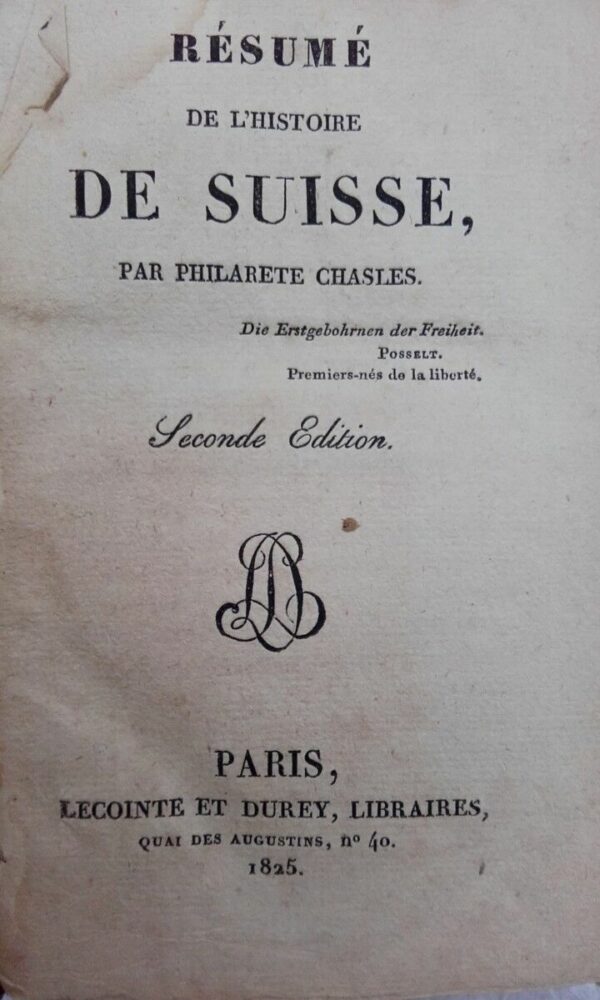 RÉSUMÉ
DE L'HISTOIRE
DE SUISSE,
PAR PHILARETE CHASLES.
Die Erstgebohrnen der Freiheit.
POSSELT.
Premiers-nés de la liberté.
Seconde Edition.
LD
PARIS,
LECOINTE ET DUREY, LIBRAIRES,
QUAI DES AUGUSTINS, nº 40.
1825.